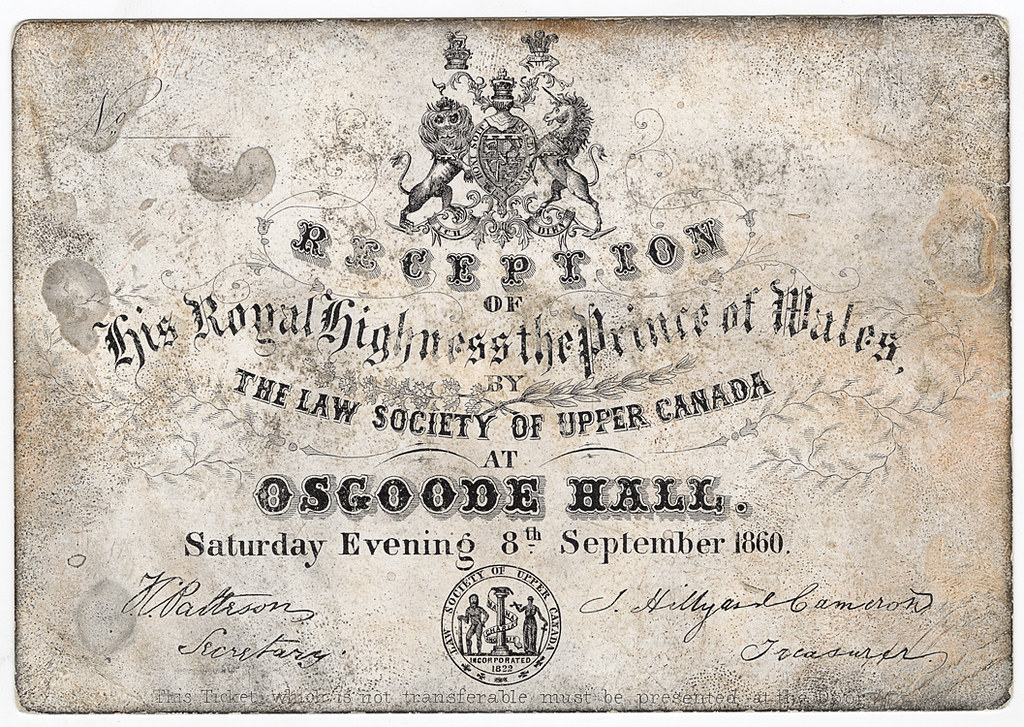 No
RECEPTION
OF
His Royal Highness the Prince of Wales,
BY
THE LAW SOCIETY OF UPPER CANADA
AT
OSGOODE HALL.
Saturday Evening 8th September 1860.
W Patterson
Secretary.
LAW SOCIETY OF UPPER CANADA
INCORPORATED
1822
J. Hillyard Cameron
Treasurer
This Ticket which is not transferable must be presented at the Door